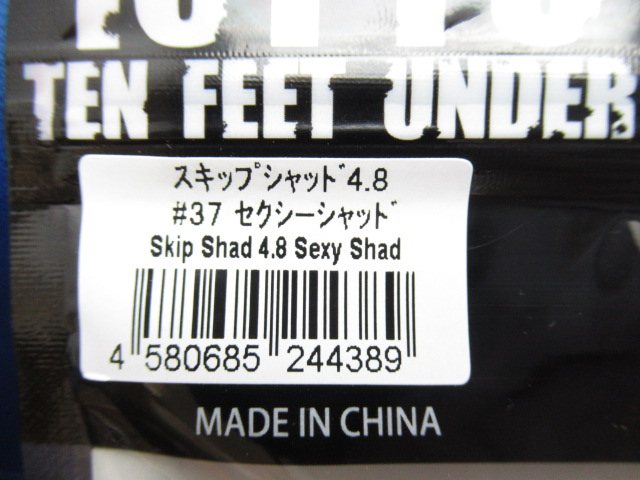 TEN FEET UNDER
スキップシャッド4.8
#37 セクシーシャッド
Skip Shad 4.8 Sexy Shad
4 580685 244389
MADE IN CHINA